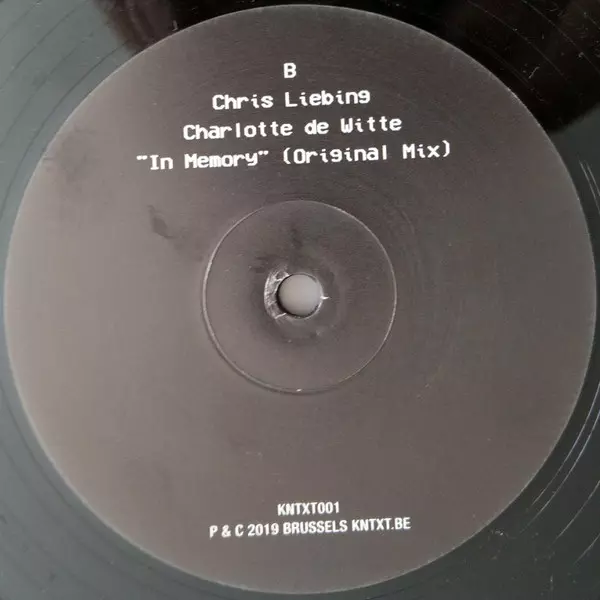 B
Chris Liebing
Charlotte de Witte
"In Memory" (Original Mix)
KNTXT001
P & C 2019 BRUSSELS KNTXT.BE